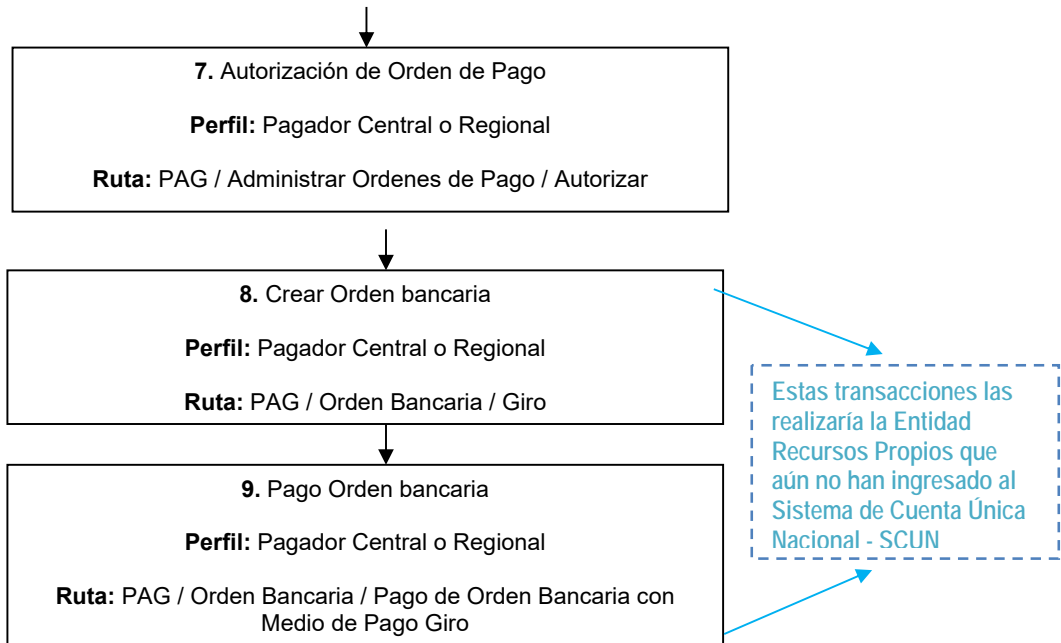 7. Autorización de Orden de Pago
Perfil: Pagador Central o Regional
Ruta: PAG / Administrar Ordenes de Pago / Autorizar
8. Crear Orden bancaria
Perfil: Pagador Central o Regional
Ruta: PAG / Orden Bancaria / Giro
Estas transacciones las
realizaría la Entidad
Recursos Propios que
aún no han ingresado al
Sistema de Cuenta Única
Nacional - SCUN
9. Pago Orden bancaria
Perfil: Pagador Central o Regional
Ruta: PAG / Orden Bancaria / Pago de Orden Bancaria con
Medio de Pago Giro